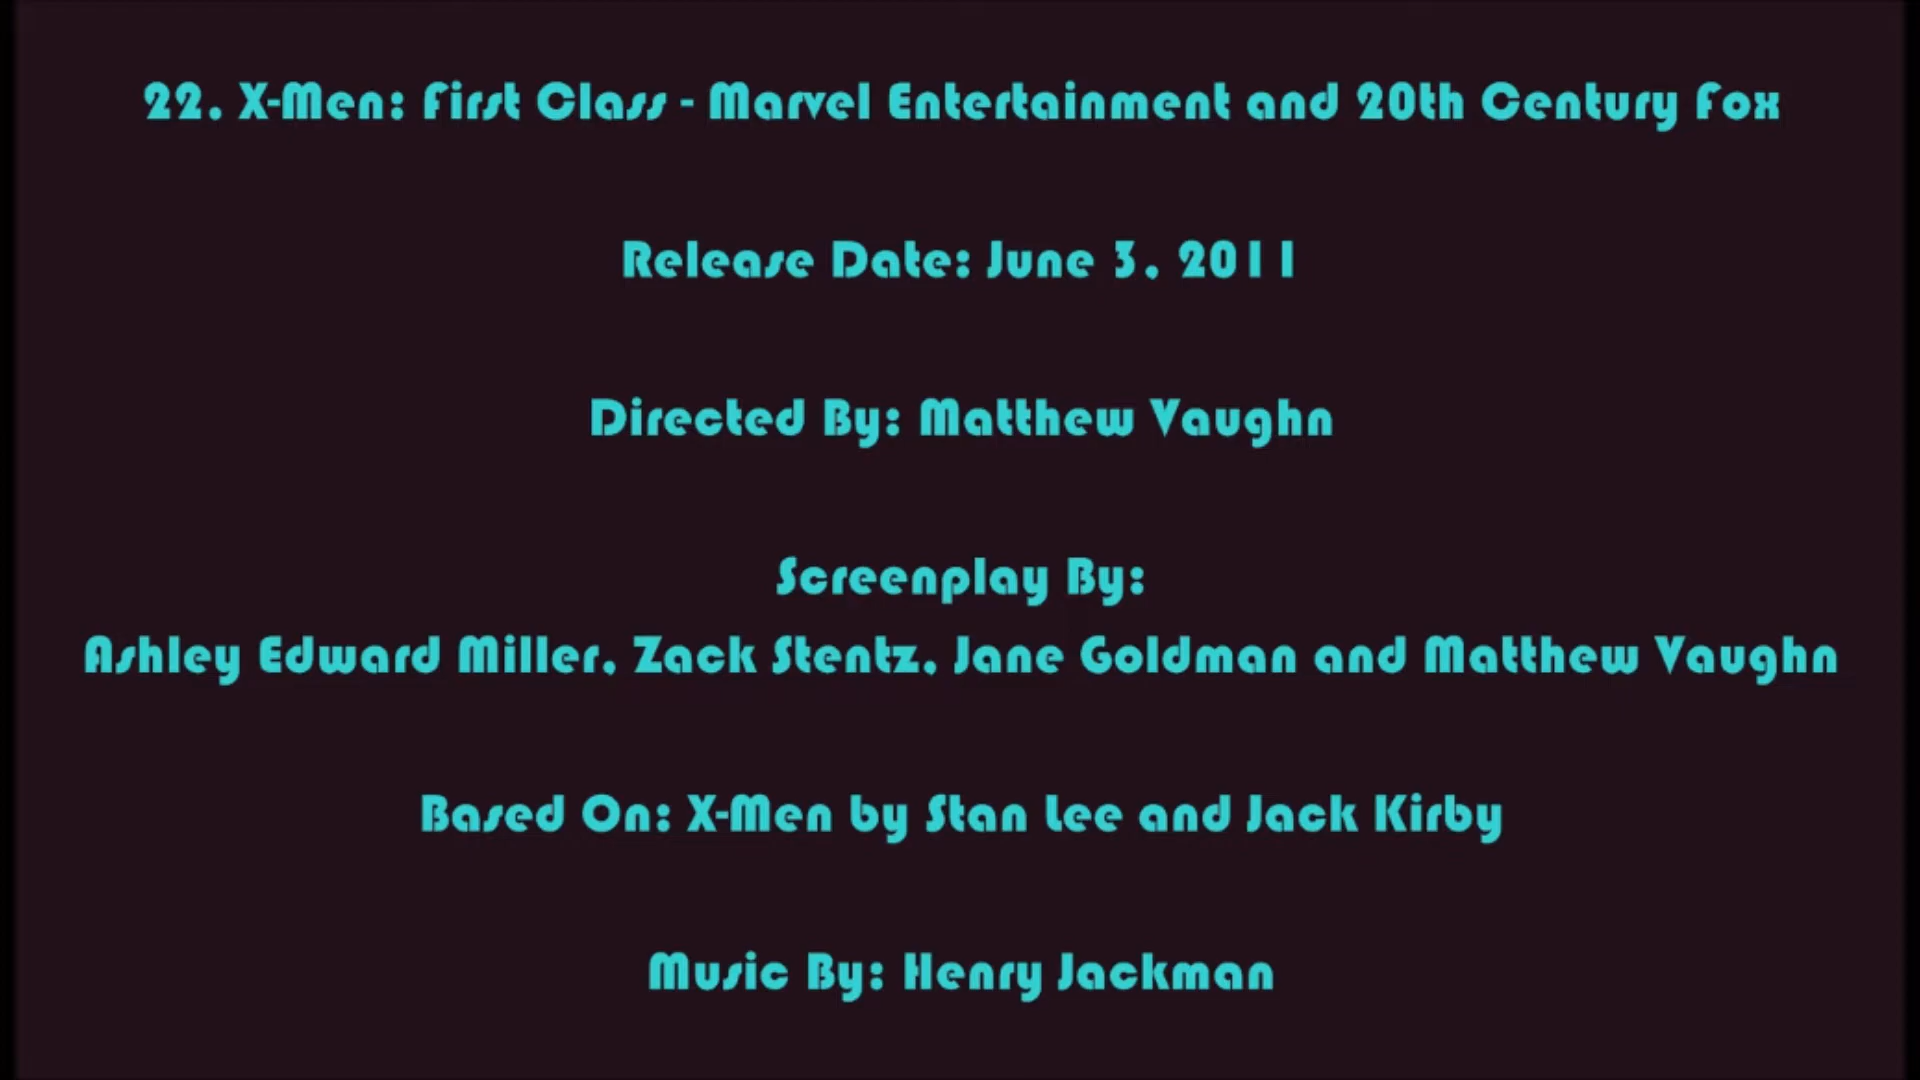 22. X-Men: First Class - Marvel Entertainment and 20th Century Fox
Release Date: June 3, 2011
Directed By: Matthew Vaughn
Screenplay By:
Ashley Edward Miller, Zack Stentz, Jane Goldman and Matthew Vaughn
Based On: X-Men by Stan Lee and Jack Kirby
Music By: Henry Jackman